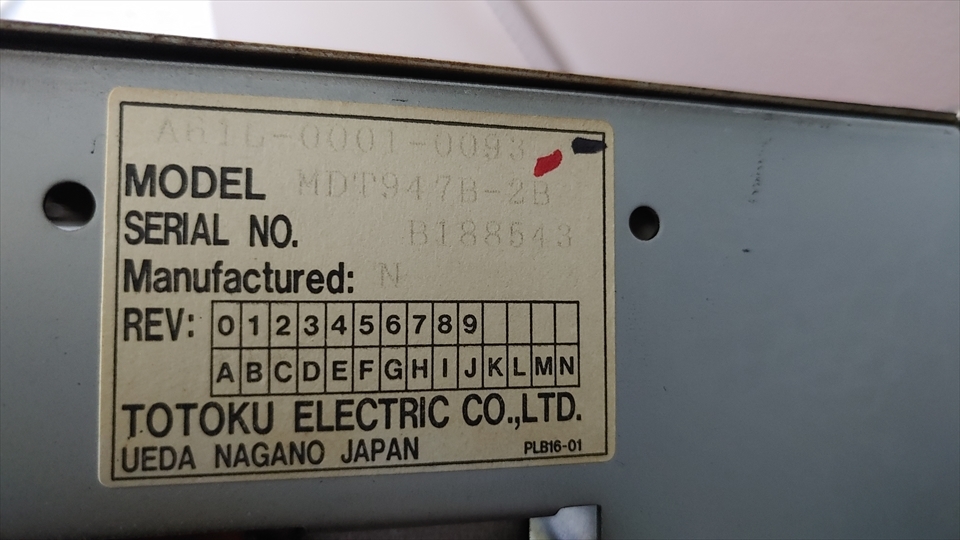 A61L-0001-0093
MODEL MDT947B-2B
SERIAL NO. B188543
Manufactured: N
REV: 0 1 2 3 4 5 6 7 8 9
A B C D E F G H I J K L M N
TOTOKU ELECTRIC CO.,LTD.
UEDA NAGANO JAPAN PLB16-01